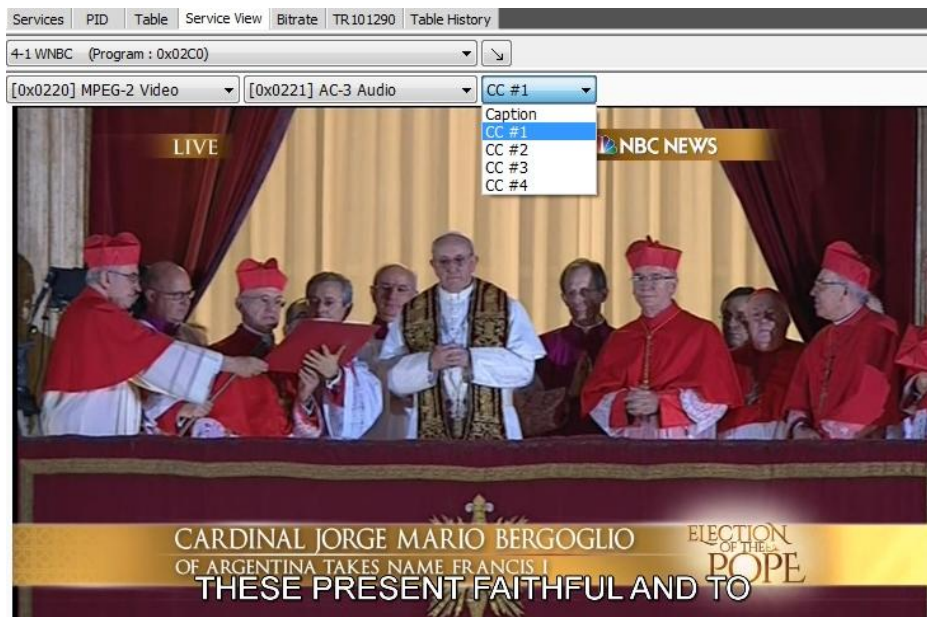 Services PID Table Service View Bitrate TR101290 Table History
4-1 WNBC (Program : 0x02C0)
[0x0220] MPEG-2 Video [0x0221] AC-3 Audio CC #1
Caption
CC #1
CC #2
CC #3
CC #4
LIVE
NBC NEWS
CARDINAL JORGE MARIO BERGOGLIO
OF ARGENTINA TAKES NAME FRANCIS I
ELECTION
OF THE
POPE
THESE PRESENT FAITHFUL AND TO